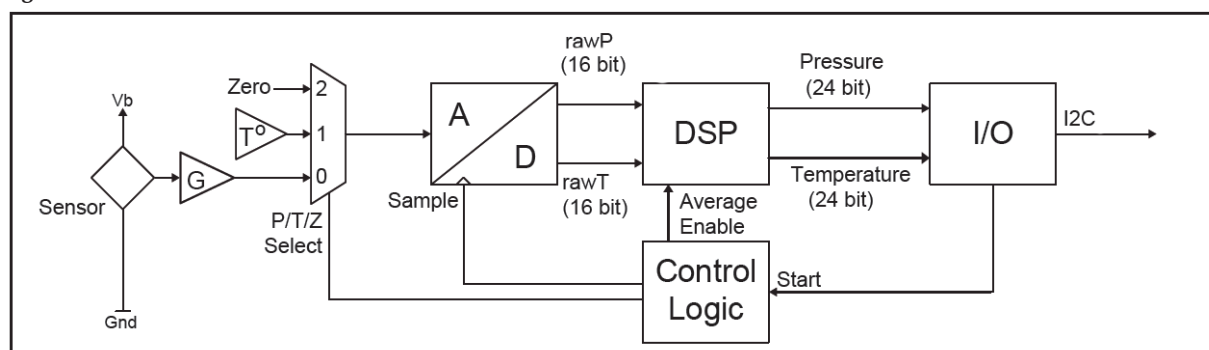 Vb
Sensor
Gnd
G
T°
Zero
2
1
0
P/T/Z
Select
A
D
Sample
rawP
(16 bit)
rawT
(16 bit)
DSP
Average
Enable
Control
Logic
Pressure
(24 bit)
Temperature
(24 bit)
Start
I/O
I2C